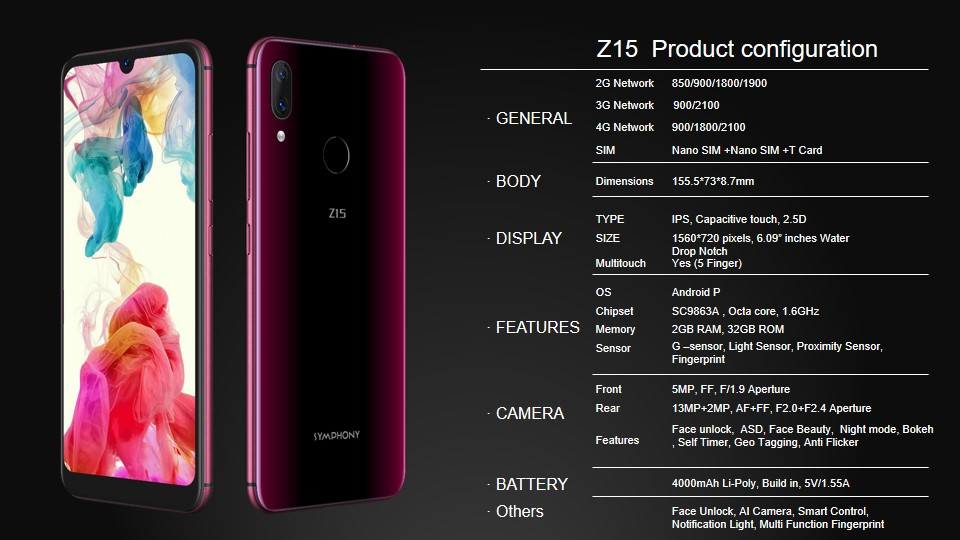 Z15 Product configuration
· GENERAL
2G Network 850/900/1800/1900
3G Network 900/2100
4G Network 900/1800/2100
SIM Nano SIM +Nano SIM +T Card
· BODY
Dimensions 155.5*73*8.7mm
· DISPLAY
TYPE IPS, Capacitive touch, 2.5D
SIZE 1560*720 pixels, 6.09" inches Water
Drop Notch
Multitouch Yes (5 Finger)
· FEATURES
OS Android P
Chipset SC9863A , Octa core, 1.6GHz
Memory 2GB RAM, 32GB ROM
Sensor G –sensor, Light Sensor, Proximity Sensor,
Fingerprint
· CAMERA
Front 5MP, FF, F/1.9 Aperture
Rear 13MP+2MP, AF+FF, F2.0+F2.4 Aperture
Features Face unlock, ASD, Face Beauty, Night mode, Bokeh
, Self Timer, Geo Tagging, Anti Flicker
· BATTERY
4000mAh Li-Poly, Build in, 5V/1.55A
· Others
Face Unlock, AI Camera, Smart Control,
Notification Light, Multi Function Fingerprint
Z15
SYMPHONY